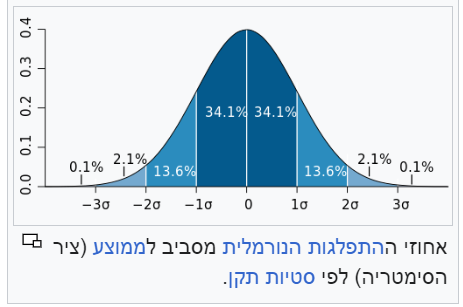 0.4
0.3
0.2
0.1
0.0
34.1% 34.1%
0.1% 2.1% 2.1% 0.1%
13.6% 13.6%
−3σ −2σ −1σ 0 1σ 2σ 3σ
אחוזי ההתפלגות הנורמלית מסביב לממוצע (ציר
הסימטריה) לפי סטיות תקן.